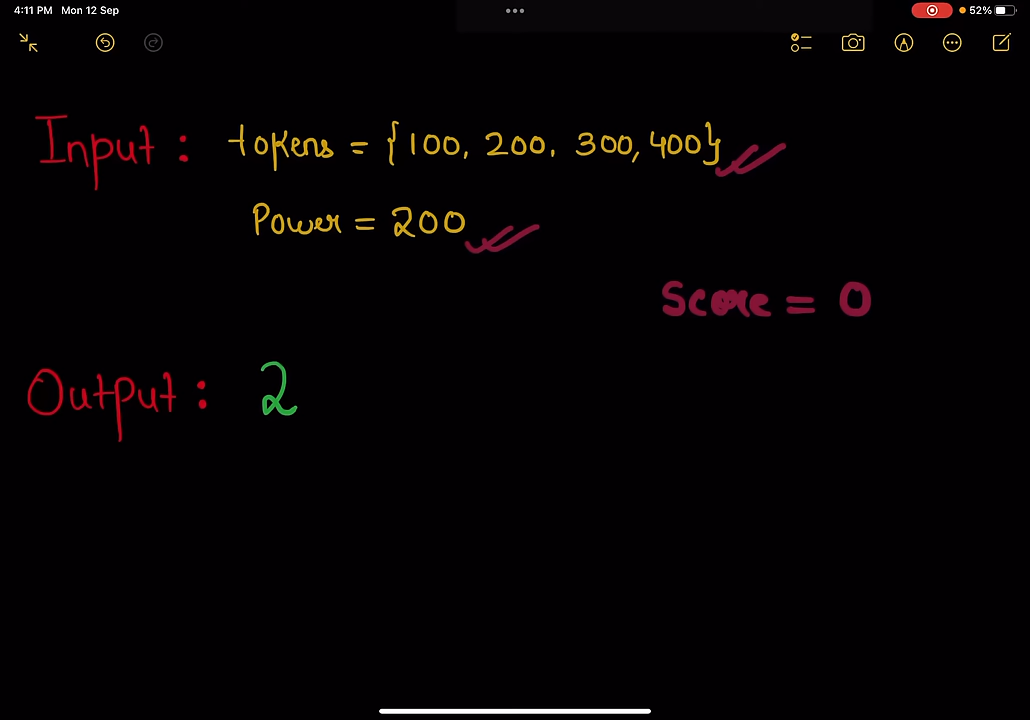 4:11 PM Mon 12 Sep
52%
Input : tokens = {100, 200, 300, 400}
Power = 200
Score = 0
Output : 2